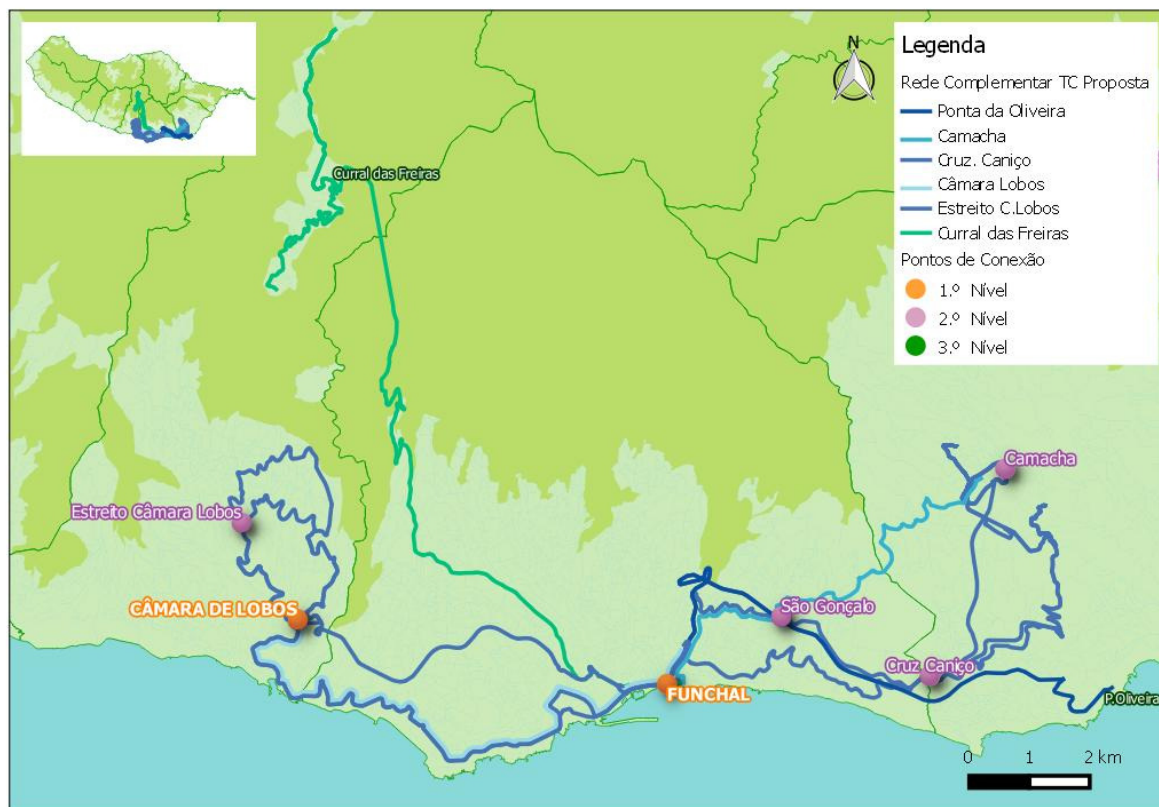 N
Legenda
Rede Complementar TC Proposta
Ponta da Oliveira
Camacha
Cruz. Caniço
Câmara Lobos
Estreito C.Lobos
Curral das Freiras
Pontos de Conexão
1.º Nível
2.º Nível
3.º Nível
Curral das Freiras
Camacha
Estreito Câmara Lobos
CÂMARA DE LOBOS
São Gonçalo
Cruz Caniço
FUNCHAL
P.Oliveira
0 1 2 km